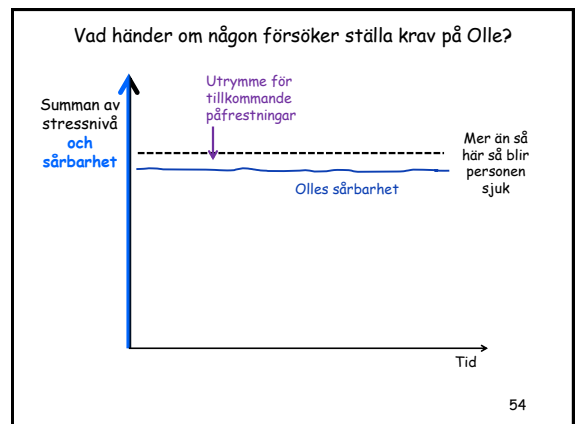 Vad händer om någon försöker ställa krav på Olle?
Summan av
stressnivå
och
sårbarhet
Utrymme för
tillkommande
påfrestningar
Mer än så
här så blir
personen
sjuk
Olles sårbarhet
Tid
54